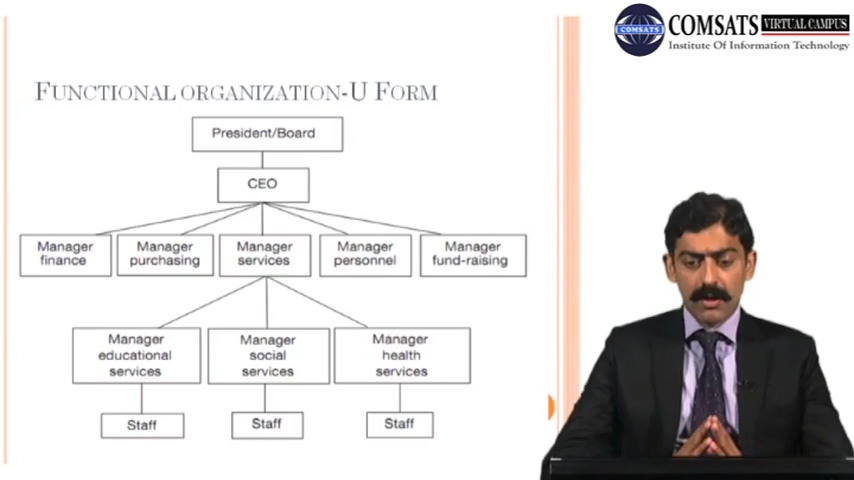 COMSATS VIRTUAL CAMPUS
COMSATS
Institute Of Information Technology
FUNCTIONAL ORGANIZATION-U FORM
President/Board
CEO
Manager
finance
Manager
purchasing
Manager
services
Manager
personnel
Manager
fund-raising
Manager
educational
services
Manager
social
services
Manager
health
services
Staff
Staff
Staff